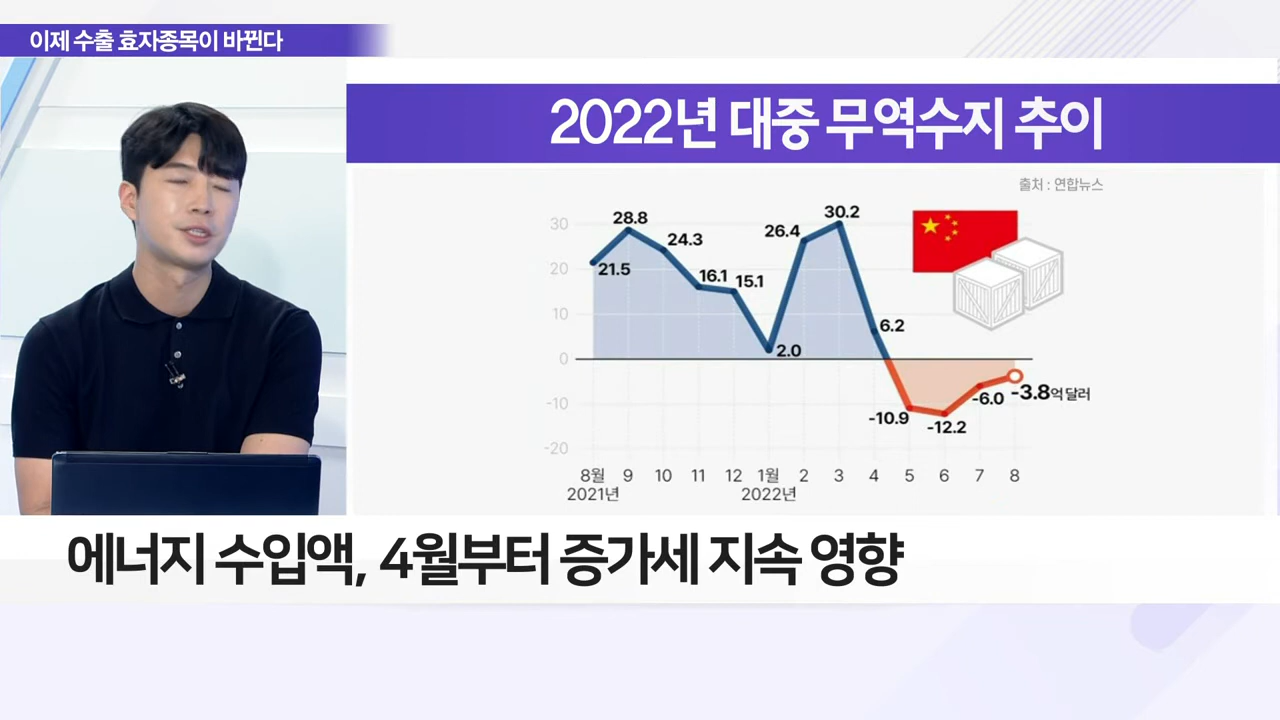 이제 수출 효자종목이 바뀐다
2022년 대중 무역수지 추이
출처 : 연합뉴스
30
20
10
0
-10
-20
21.5
28.8
24.3
16.1
15.1
2.0
26.4
30.2
6.2
-10.9
-12.2
-6.0
-3.8억 달러
8월 9 10 11 12 1월 2 3 4 5 6 7 8
2021년 2022년
에너지 수입액, 4월부터 증가세 지속 영향